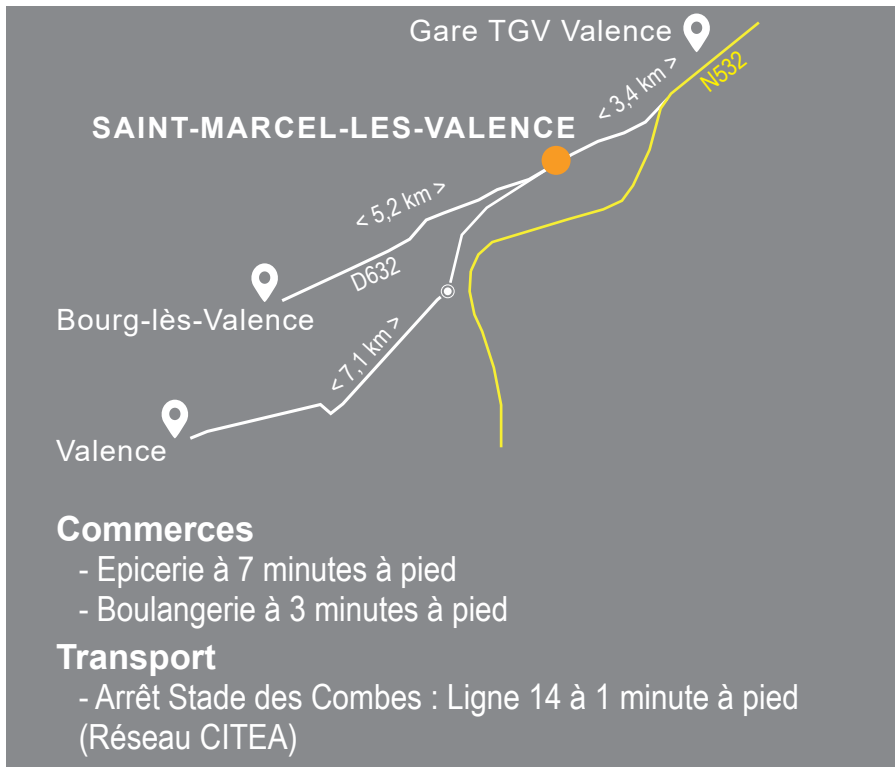 Gare TGV Valence
< 3,4 km >
N532
SAINT-MARCEL-LES-VALENCE
< 5,2 km >
D632
Bourg-lès-Valence
< 7,1 km >
Valence
Commerces
- Epicerie à 7 minutes à pied
- Boulangerie à 3 minutes à pied
Transport
- Arrêt Stade des Combes : Ligne 14 à 1 minute à pied
(Réseau CITEA)